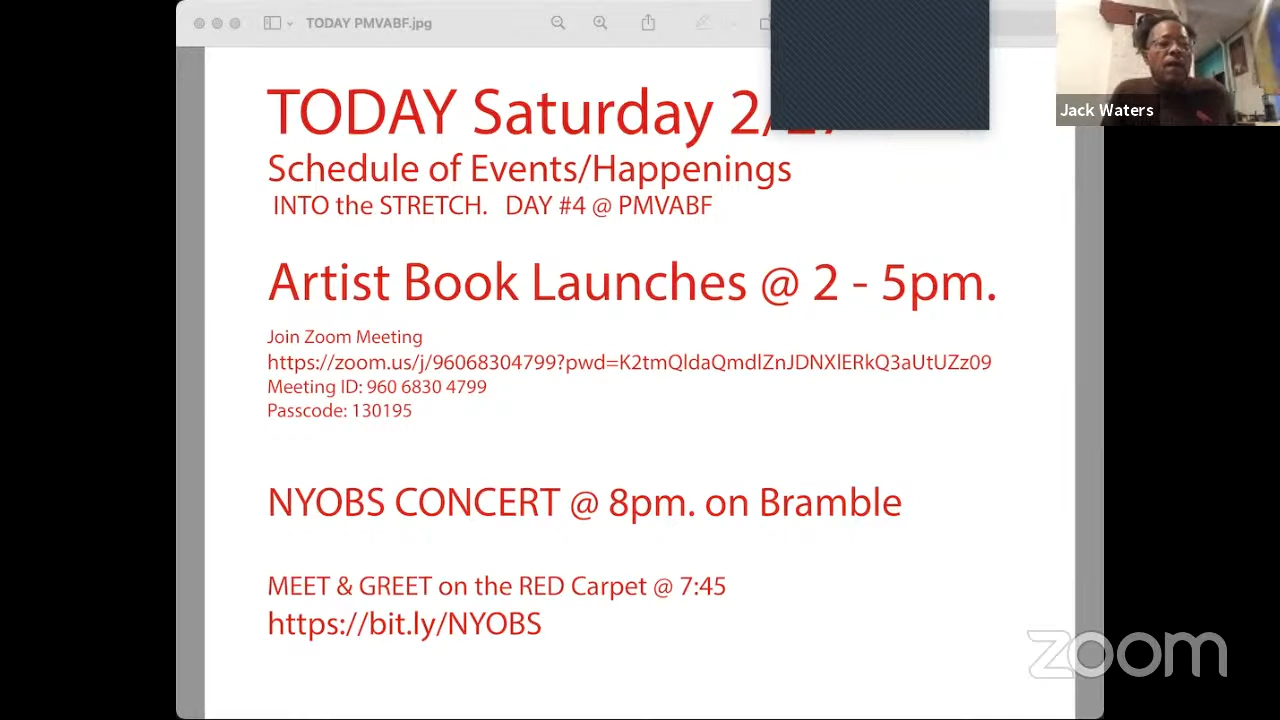 TODAY PMVABF.jpg
TODAY Saturday 2/27
Schedule of Events/Happenings
INTO the STRETCH. DAY #4 @ PMVABF
Artist Book Launches @ 2 - 5pm.
Join Zoom Meeting
https://zoom.us/j/96068304799?pwd=K2tmQldaQmdlZnJDNXlERkQ3aUtUZz09
Meeting ID: 960 6830 4799
Passcode: 130195
NYOBS CONCERT @ 8pm. on Bramble
MEET & GREET on the RED Carpet @ 7:45
https://bit.ly/NYOBS
Jack Waters
zoom